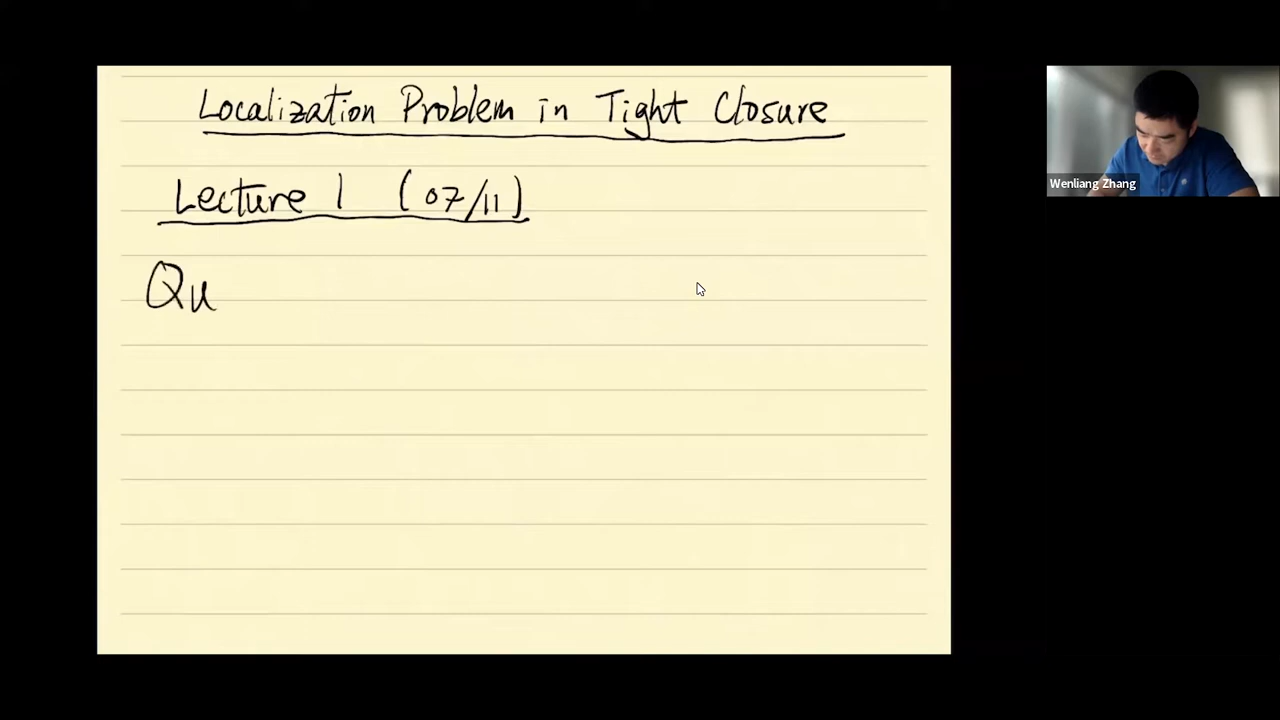 Localization Problem in Tight Closure
Lecture 1 (07/11)
Qu
Wenliang Zhang